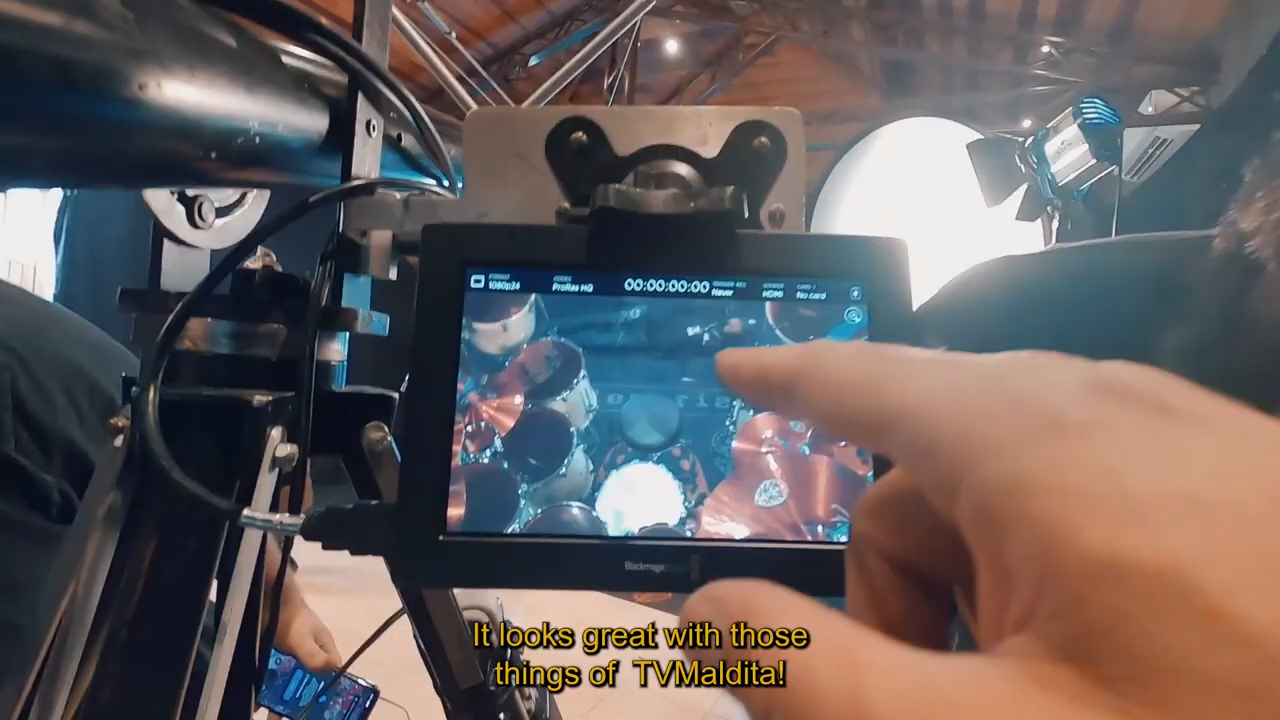 1080p24
ProRes HQ
00:00:00:00
Never
HDMI
No card
Blackmagic
It looks great with those
things of TVMaldita!